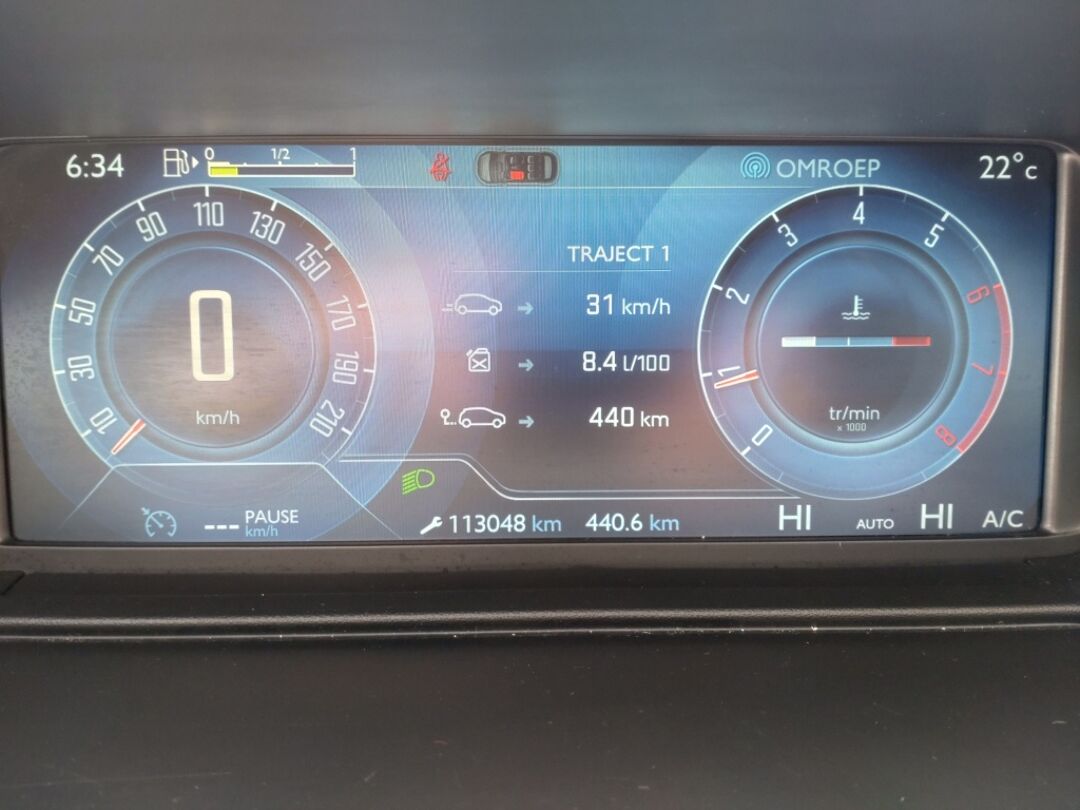 6:34 0 1/2 1 OMROEP 22°C
10 30 50 70 90 110 130 150 170 190 210
0
km/h
TRAJECT 1
31 km/h
8.4 l/100
440 km
0 1 2 3 4 5 6 7 8
tr/min
x 1000
--- PAUSE
km/h
113048 km 440.6 km
HI AUTO HI A/C